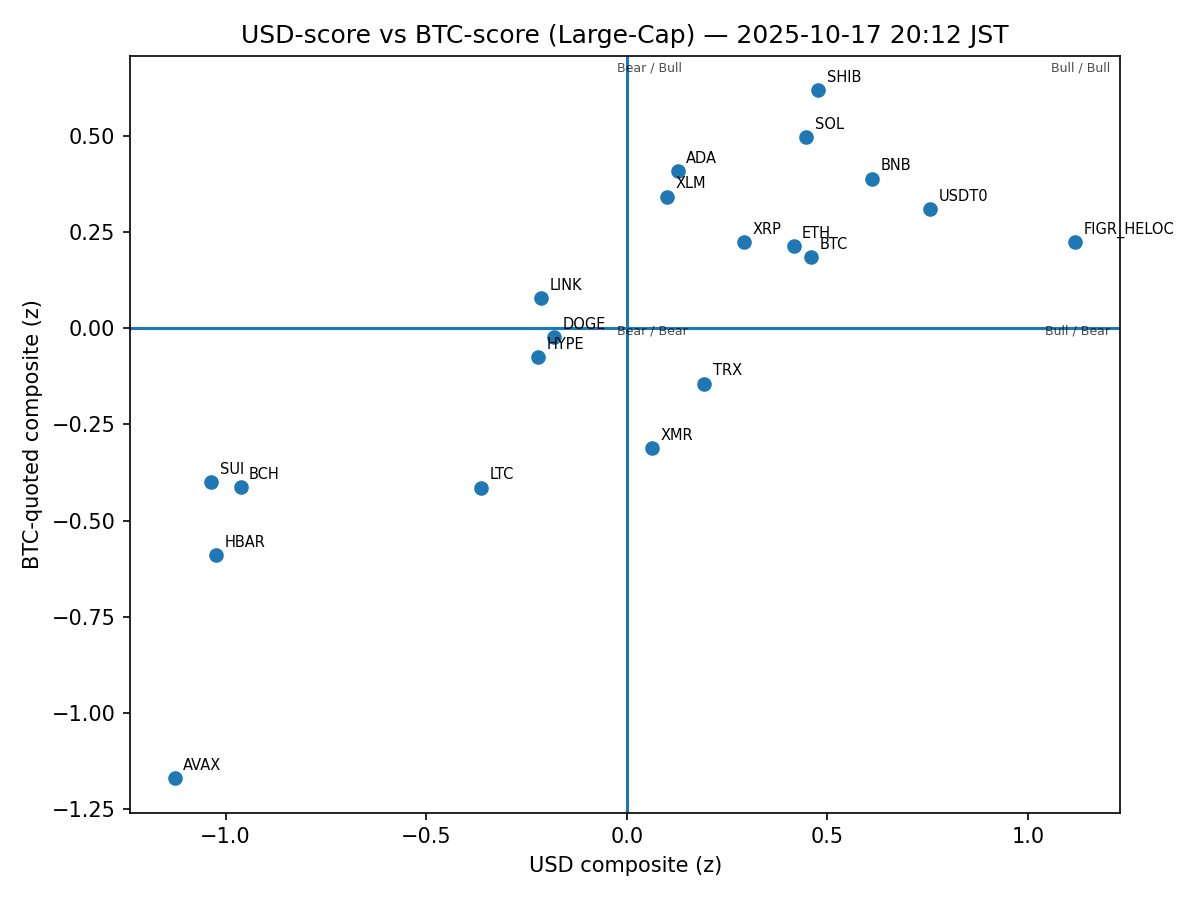 USD-score vs BTC-score (Large-Cap) — 2025-10-17 20:12 JST
Bear / Bull
Bull / Bull
SHIB
SOL
ADA
XLM
BNB
USDT0
XRP
ETH
BTC
FIGR_HELOC
LINK
DOGE
HYPE
Bear / Bear
Bull / Bear
TRX
XMR
SUI
BCH
LTC
HBAR
AVAX
0.50
0.25
0.00
−0.25
−0.50
−0.75
−1.00
−1.25
BTC-quoted composite (z)
−1.0
−0.5
0.0
0.5
1.0
USD composite (z)